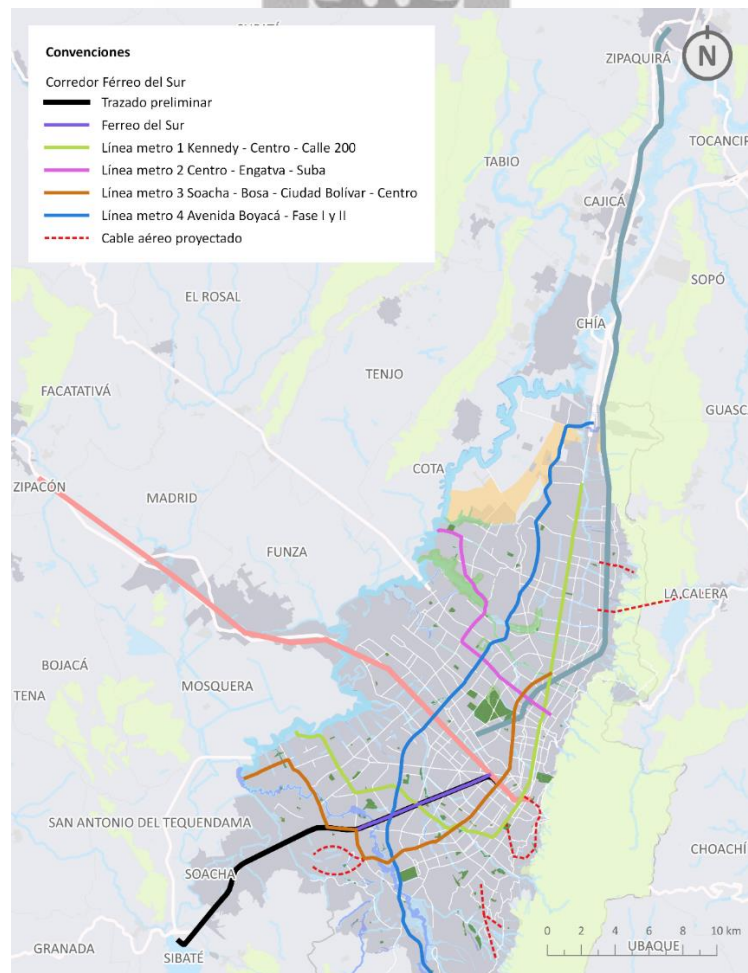 Convenciones
Corredor Férreo del Sur
Trazado preliminar
Ferreo del Sur
Línea metro 1 Kennedy - Centro - Calle 200
Línea metro 2 Centro - Engatva - Suba
Línea metro 3 Soacha - Bosa - Ciudad Bolívar - Centro
Línea metro 4 Avenida Boyacá - Fase I y II
Cable aéreo proyectado
N
ZIPAQUIRÁ
TOCANCIP
TABIO
CAJICÁ
SOPÓ
EL ROSAL
CHÍA
TENJO
FACATATIVÁ
GUASC
COTA
ZIPACÓN
MADRID
FUNZA
LA CALERA
BOJACÁ
TENA
MOSQUERA
SAN ANTONIO DEL TEQUENDAMA
CHOACHÍ
SOACHA
0 2 4 6 8 10 km
GRANADA
SIBATÉ
UBAQUE